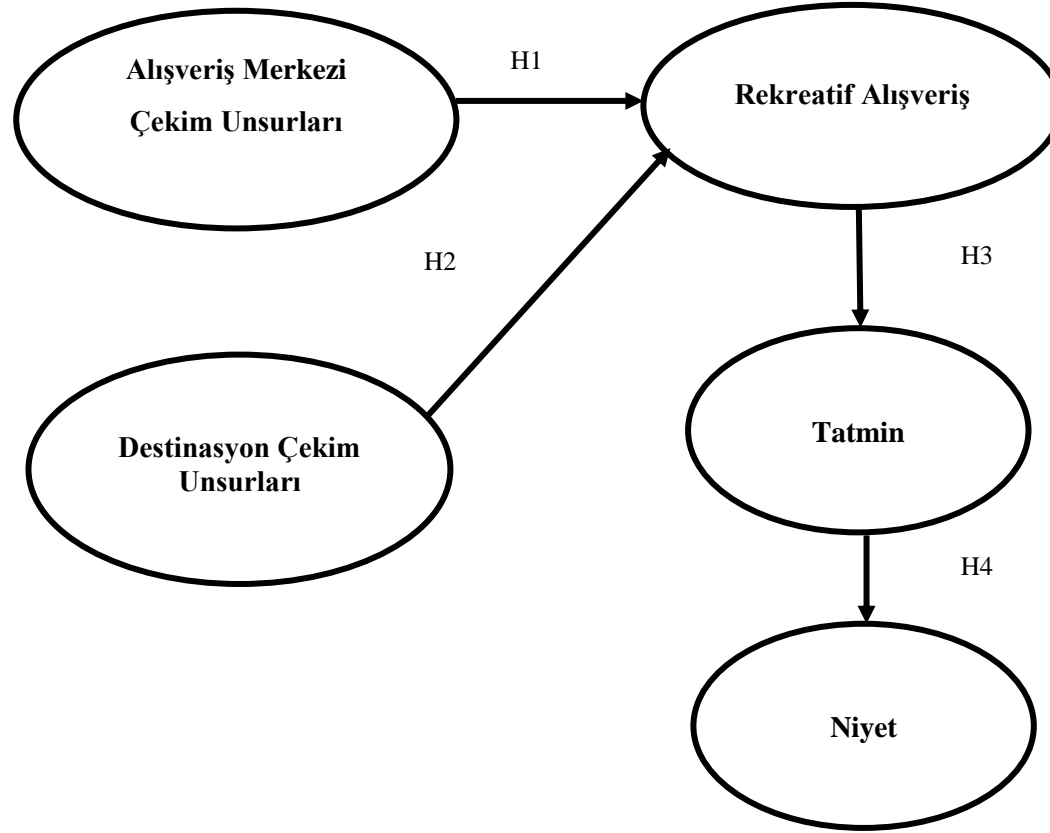 Alışveriş Merkezi
Çekim Unsurları
H1
Rekreatif Alışveriş
H2
H3
Destinasyon Çekim
Unsurları
Tatmin
H4
Niyet